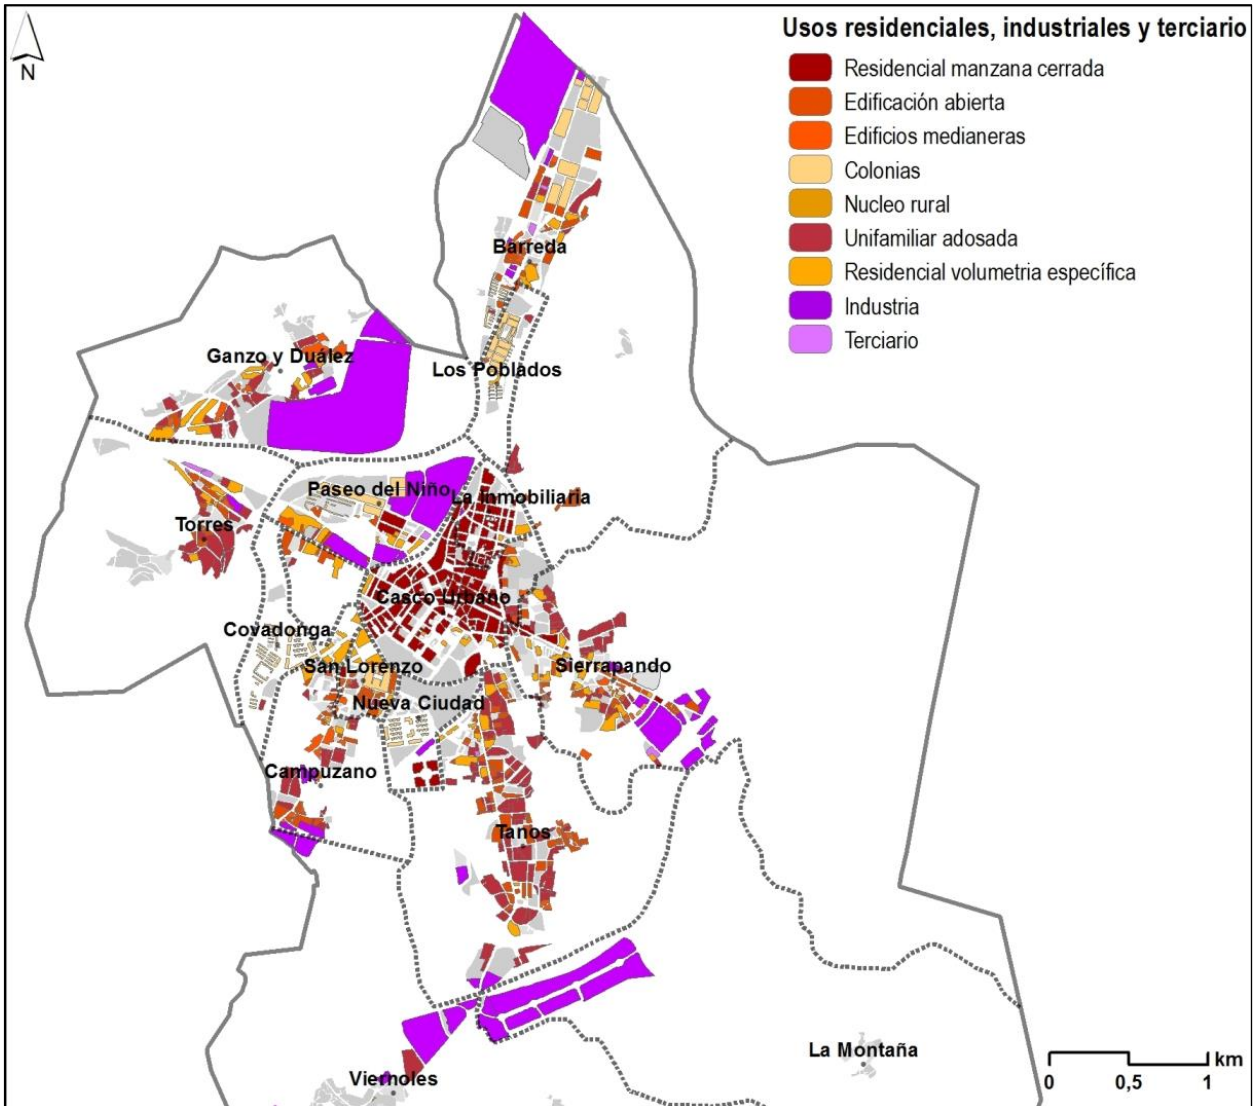 N
Usos residenciales, industriales y terciario
Residencial manzana cerrada
Edificación abierta
Edificios medianeras
Colonias
Nucleo rural
Unifamiliar adosada
Residencial volumetria específica
Industria
Terciario
Barreda
Ganzo y Duález
Los Poblados
Paseo del Niño
La Inmobiliaria
Torres
Casco Urbano
Covadonga
San Lorenzo
Sierrapando
Nueva Ciudad
Campuzano
Tanos
La Montaña
Viernoles
km
0 0,5 1